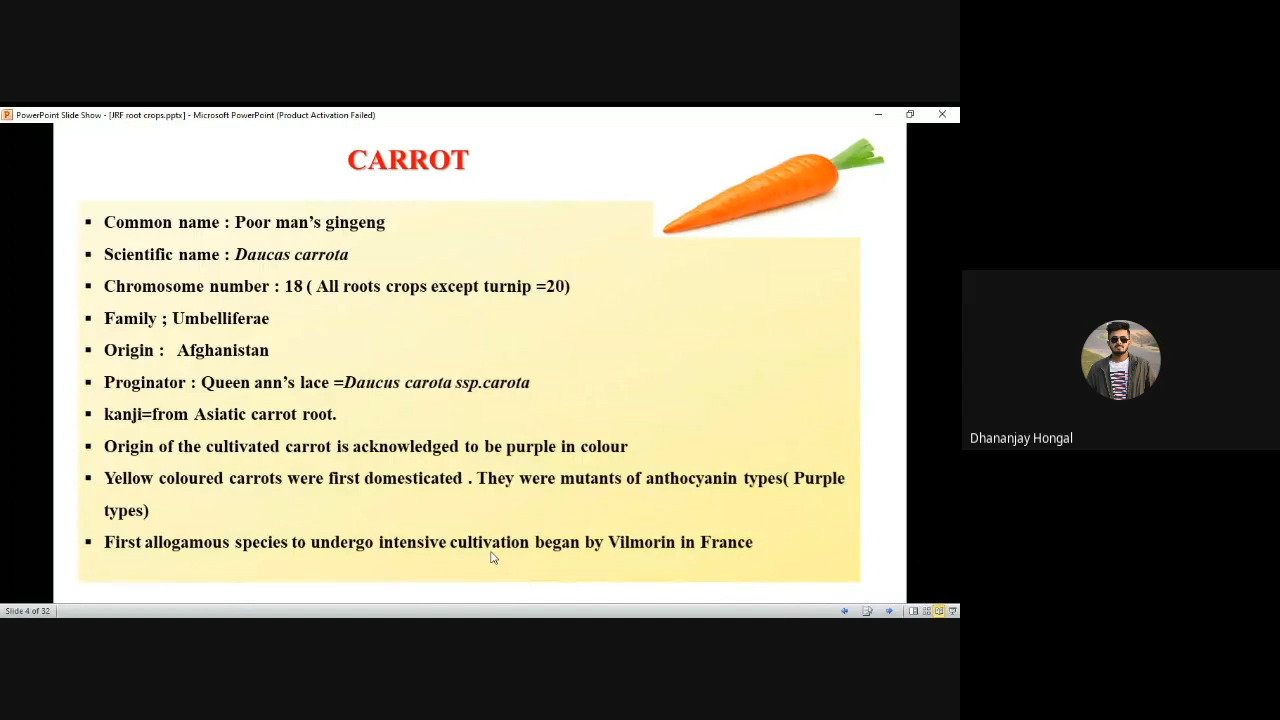 PowerPoint Slide Show - [JRF root crops.pptx] - Microsoft PowerPoint (Product Activation Failed)
CARROT
▪ Common name : Poor man’s gingeng
▪ Scientific name : Daucas carrota
▪ Chromosome number : 18 ( All roots crops except turnip =20)
▪ Family ; Umbelliferae
▪ Origin : Afghanistan
▪ Proginator : Queen ann’s lace =Daucus carota ssp.carota
▪ kanji=from Asiatic carrot root.
▪ Origin of the cultivated carrot is acknowledged to be purple in colour
▪ Yellow coloured carrots were first domesticated . They were mutants of anthocyanin types( Purple
types)
▪ First allogamous species to undergo intensive cultivation began by Vilmorin in France
Slide 4 of 32
Dhananjay Hongal